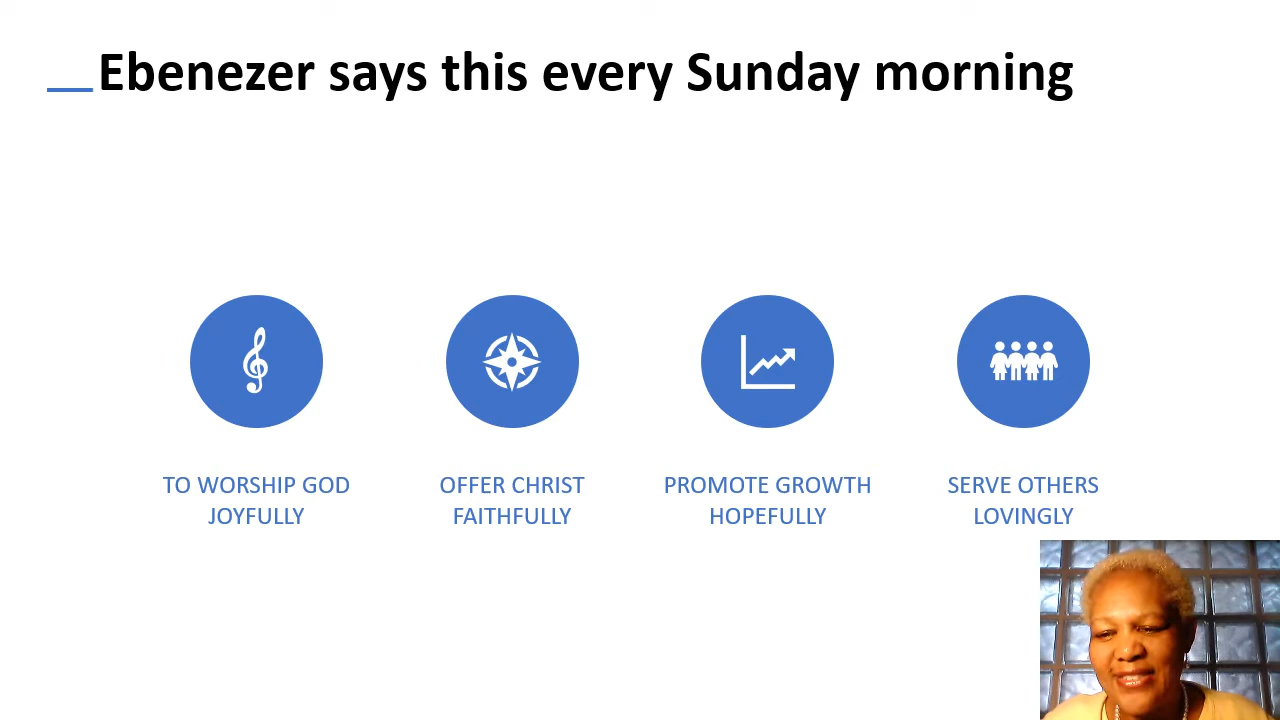 Ebenezer says this every Sunday morning
TO WORSHIP GOD
JOYFULLY
OFFER CHRIST
FAITHFULLY
PROMOTE GROWTH
HOPEFULLY
SERVE OTHERS
LOVINGLY